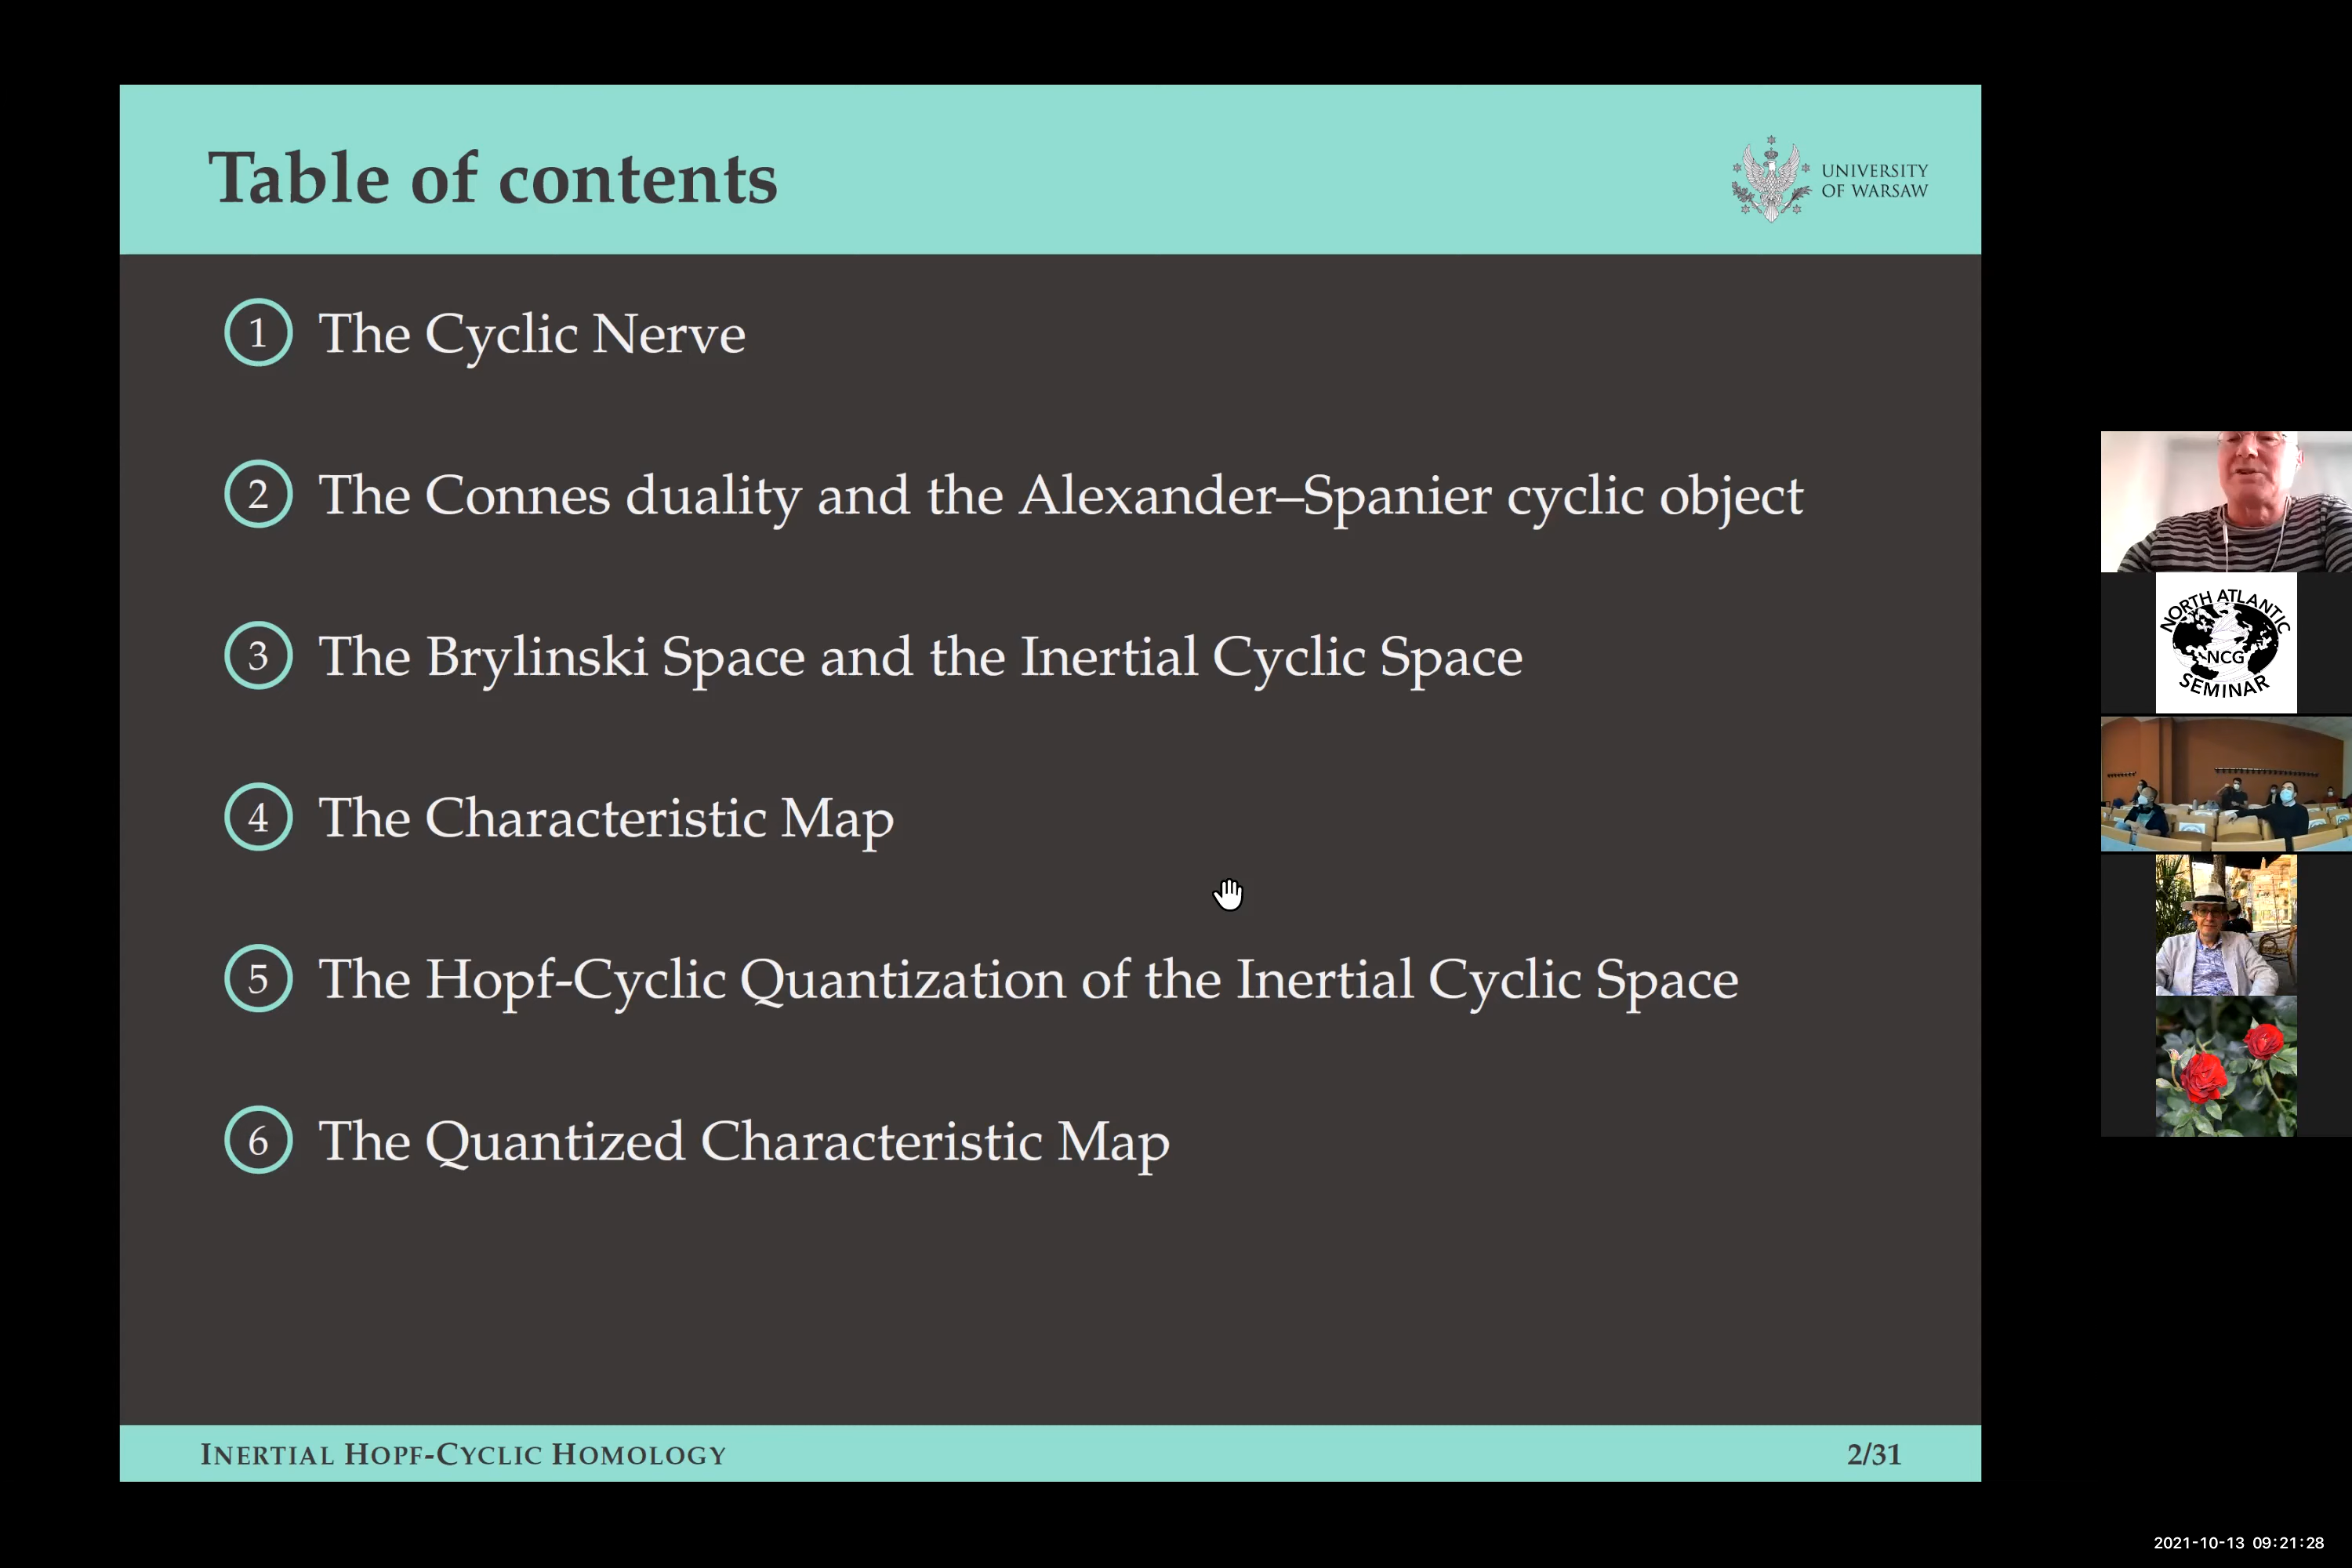 Table of contents
UNIVERSITY
OF WARSAW
1 The Cyclic Nerve
2 The Connes duality and the Alexander–Spanier cyclic object
3 The Brylinski Space and the Inertial Cyclic Space
4 The Characteristic Map
5 The Hopf-Cyclic Quantization of the Inertial Cyclic Space
6 The Quantized Characteristic Map
INERTIAL HOPF-CYCLIC HOMOLOGY
2/31
NORTH ATLANTIC
NCG
SEMINAR
2021-10-13 09:21:28